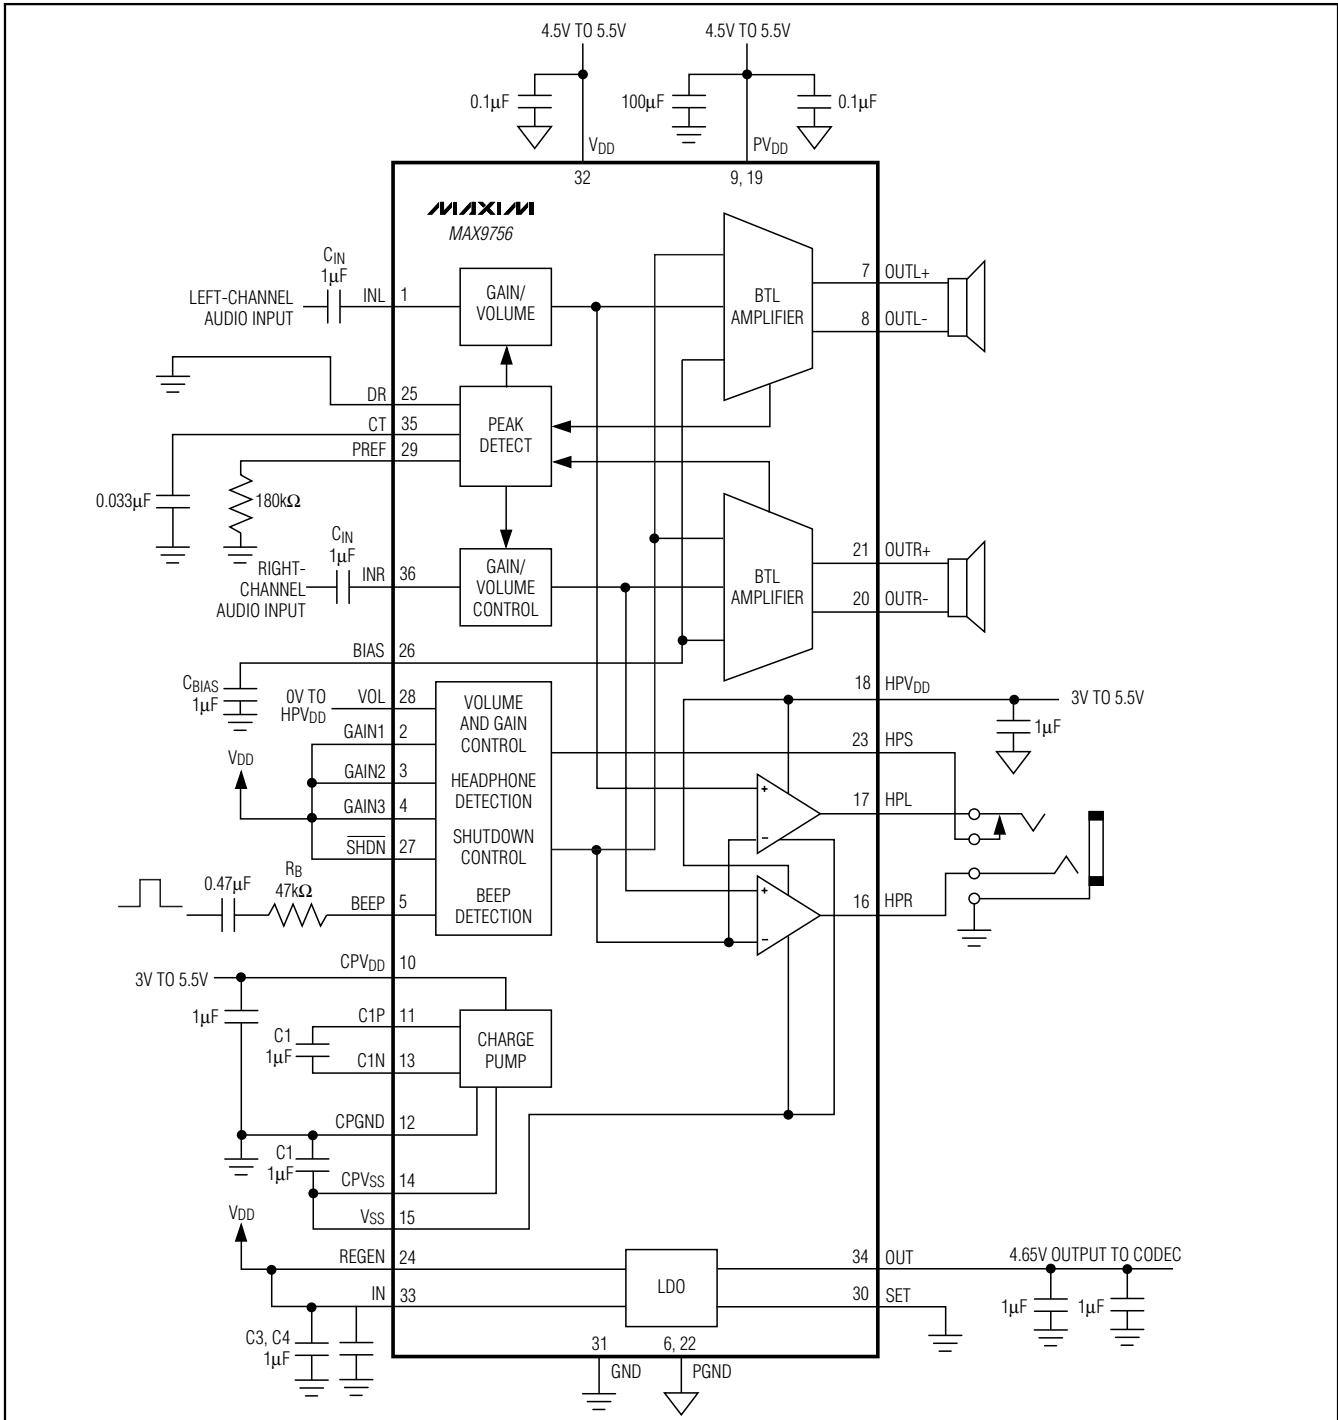 4.5V TO 5.5V
4.5V TO 5.5V
0.1µF
100µF
0.1µF
VDD
PVDD
32
9, 19
MAXIM
MAX9756
CIN
1µF
LEFT-CHANNEL
AUDIO INPUT
INL
1
GAIN/
VOLUME
BTL
AMPLIFIER
7
OUTL+
8
OUTL-
DR
25
CT
35
PREF
29
PEAK
DETECT
0.033µF
180kΩ
CIN
1µF
RIGHT-
CHANNEL
AUDIO INPUT
INR
36
GAIN/
VOLUME
CONTROL
BTL
AMPLIFIER
21
OUTR+
20
OUTR-
BIAS
26
CBIAS
1µF
0V TO
HPVDD
VOL
28
GAIN1
2
VDD
GAIN2
3
GAIN3
4
SHDN
27
VOLUME
AND GAIN
CONTROL
HEADPHONE
DETECTION
SHUTDOWN
CONTROL
BEEP
DETECTION
18
HPVDD
3V TO 5.5V
1µF
23
HPS
+
−
17
HPL
+
−
16
HPR
0.47µF
RB
47kΩ
BEEP
5
3V TO 5.5V
CPVDD
10
1µF
C1P
11
C1
1µF
C1N
13
CHARGE
PUMP
CPGND
12
C1
1µF
CPVSS
14
VSS
15
VDD
REGEN
24
IN
33
LDO
34
OUT
4.65V OUTPUT TO CODEC
30
SET
1µF
1µF
C3, C4
1µF
31
GND
6, 22
PGND